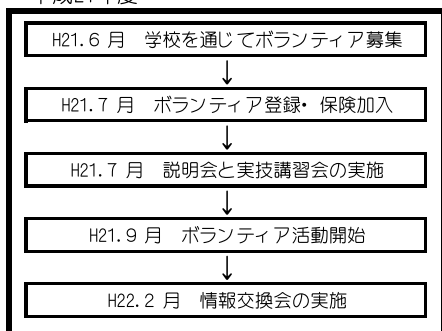 H21.6 月　学校を通じてボランティア募集
↓
H21.7 月　ボランティア登録・保険加入
↓
H21.7 月　説明会と実技講習会の実施
↓
H21.9 月　ボランティア活動開始
↓
H22.2 月　情報交換会の実施